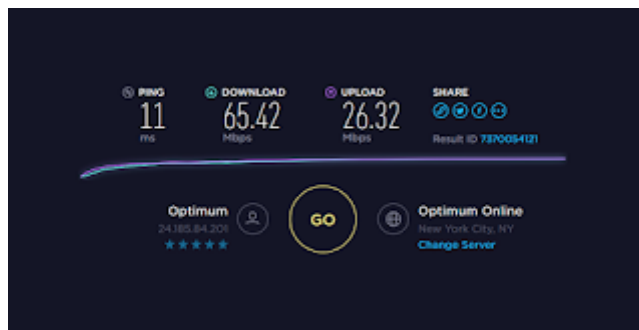 PING
11
ms
DOWNLOAD
65.42
Mbps
UPLOAD
26.32
Mbps
SHARE
Result ID 7370054121
Optimum
24.185.84.201
GO
Optimum Online
New York City, NY
Change Server